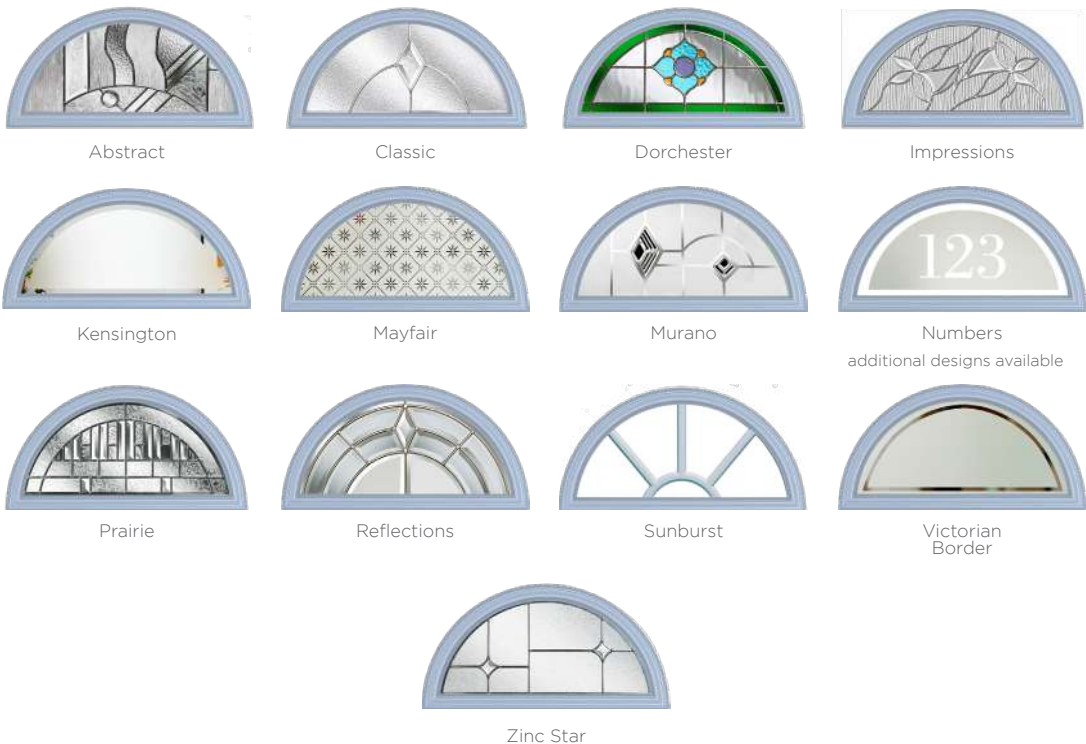 Abstract
Classic
Dorchester
Impressions
Kensington
Mayfair
Murano
123
Numbers
additional designs available
Prairie
Reflections
Sunburst
Victorian
Border
Zinc Star